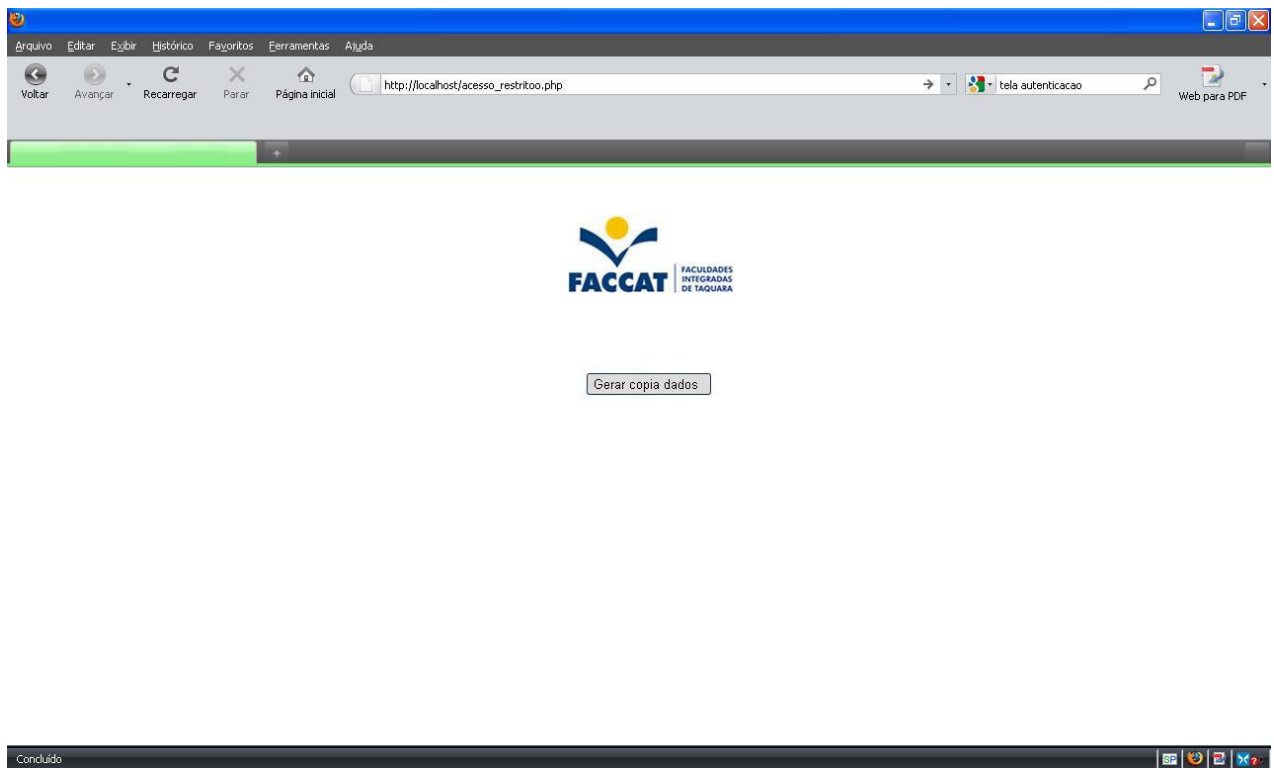 Arquivo Editar Exibir Histórico Favoritos Ferramentas Ajuda
Voltar Avançar Recarregar Parar Página inicial http://localhost/acesso_restritoo.php tela autenticacao Web para PDF
FACCAT FACULDADES
INTEGRADAS
DE TAQUARA
Gerar copia dados
Concluído SP